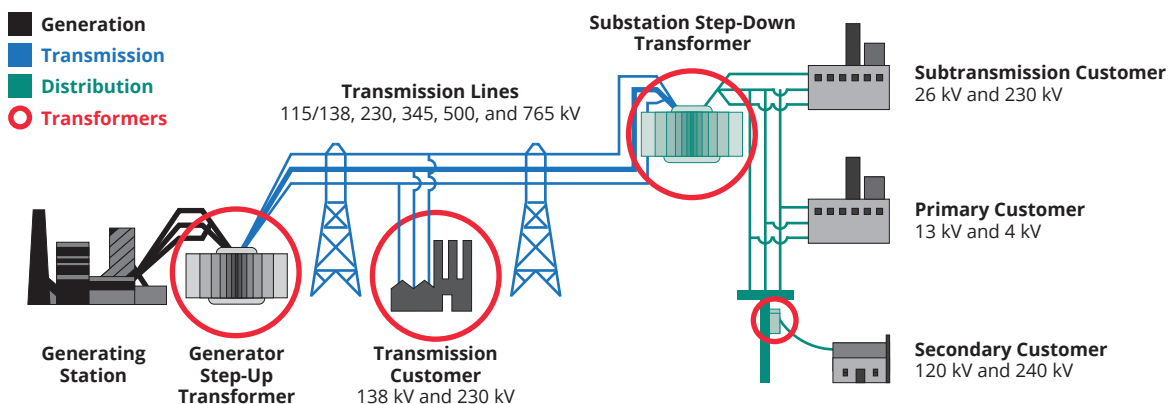 Generation
Transmission
Distribution
Transformers
Transmission Lines
115/138, 230, 345, 500, and 765 kV
Substation Step-Down
Transformer
Subtransmission Customer
26 kV and 230 kV
Primary Customer
13 kV and 4 kV
Secondary Customer
120 kV and 240 kV
Generating
Station
Generator
Step-Up
Transformer
Transmission
Customer
138 kV and 230 kV